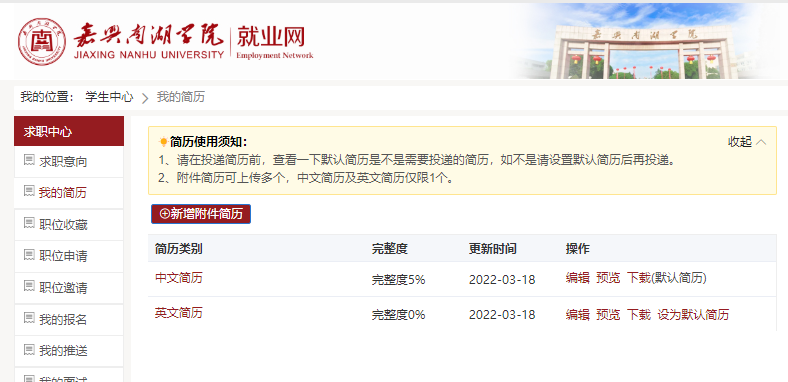 嘉兴南湖学院
JIAXING NANHU UNIVERSITY
就业网
Employment Network
我的位置： 学生中心 > 我的简历
求职中心
求职意向
我的简历
职位收藏
职位申请
职位邀请
我的报名
我的推送
我的面试
简历使用须知：
收起
1、请在投递简历前，查看一下默认简历是不是需要投递的简历，如不是请设置默认简历后再投递。
2、附件简历可上传多个，中文简历及英文简历仅限1个。
新增附件简历
简历类别 完整度 更新时间 操作
中文简历 完整度5% 2022-03-18 编辑 预览 下载(默认简历)
英文简历 完整度0% 2022-03-18 编辑 预览 下载 设为默认简历